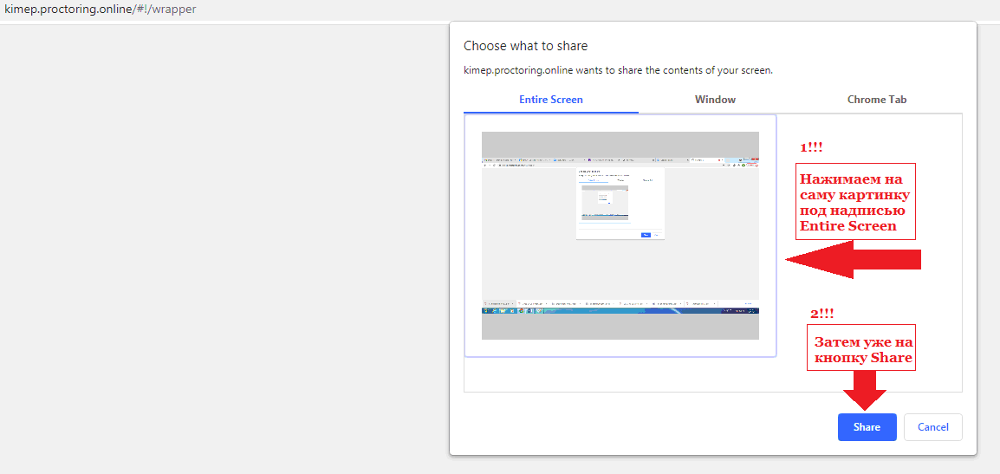 kimep.proctoring.online/#!/wrapper
Choose what to share
kimep.proctoring.online wants to share the contents of your screen.
Entire Screen
Window
Chrome Tab
1!!!
Нажимаем на
саму картинку
под надписью
Entire Screen
2!!!
Затем уже на
кнопку Share
Share
Cancel